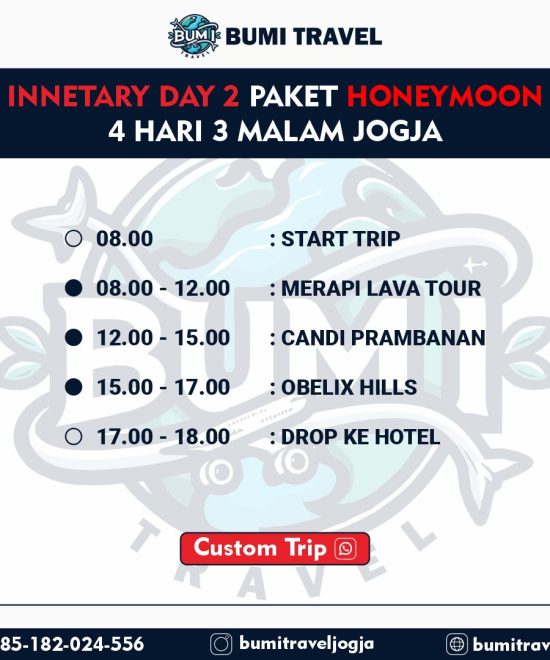 BUMI TRAVEL BUMI TRAVEL
INNETARY DAY 2 PAKET HONEYMOON
4 HARI 3 MALAM JOGJA
08.00 : START TRIP
08.00 - 12.00 : MERAPI LAVA TOUR
12.00 - 15.00 : CANDI PRAMBANAN
15.00 - 17.00 : OBELIX HILLS
17.00 - 18.00 : DROP KE HOTEL
BUMI
TRAVEL
Custom Trip
85-182-024-556 bumitraveljogja bumitrav